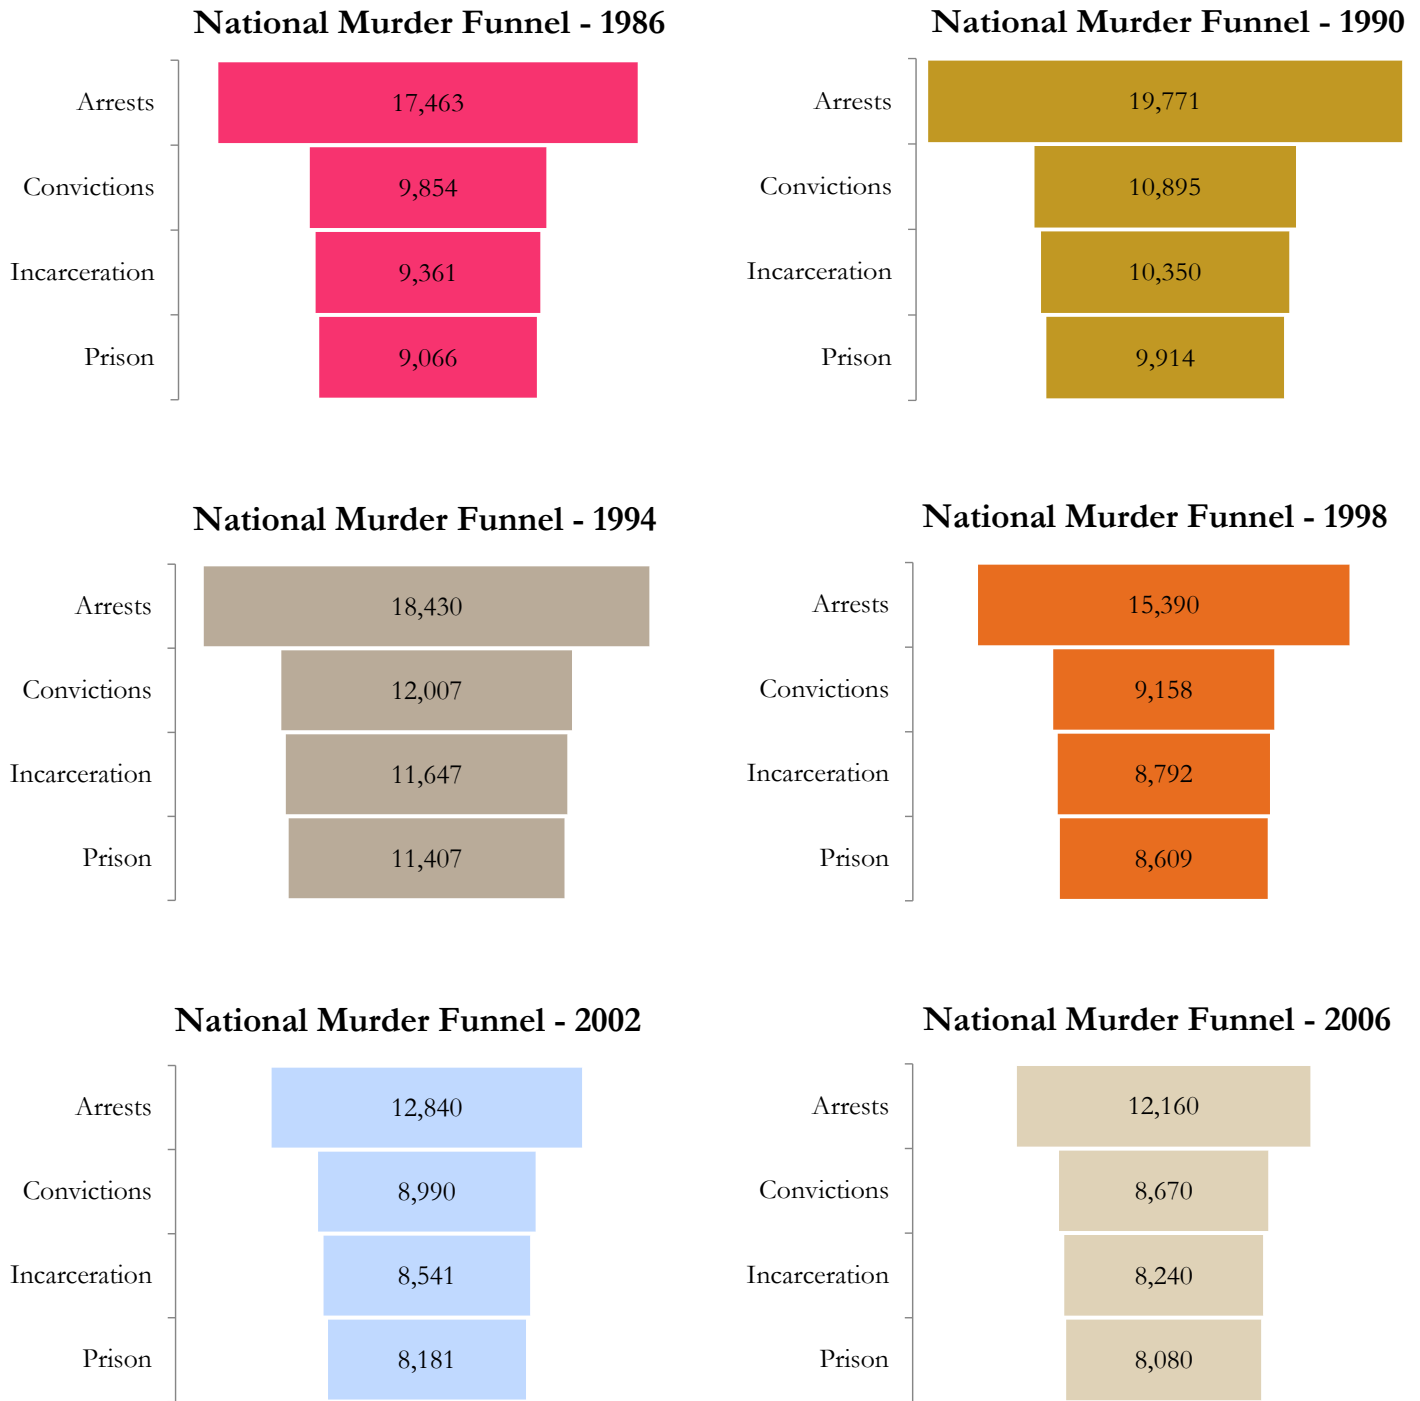 National Murder Funnel - 1986
Arrests 17,463
Convictions 9,854
Incarceration 9,361
Prison 9,066
National Murder Funnel - 1990
Arrests 19,771
Convictions 10,895
Incarceration 10,350
Prison 9,914
National Murder Funnel - 1994
Arrests 18,430
Convictions 12,007
Incarceration 11,647
Prison 11,407
National Murder Funnel - 1998
Arrests 15,390
Convictions 9,158
Incarceration 8,792
Prison 8,609
National Murder Funnel - 2002
Arrests 12,840
Convictions 8,990
Incarceration 8,541
Prison 8,181
National Murder Funnel - 2006
Arrests 12,160
Convictions 8,670
Incarceration 8,240
Prison 8,080